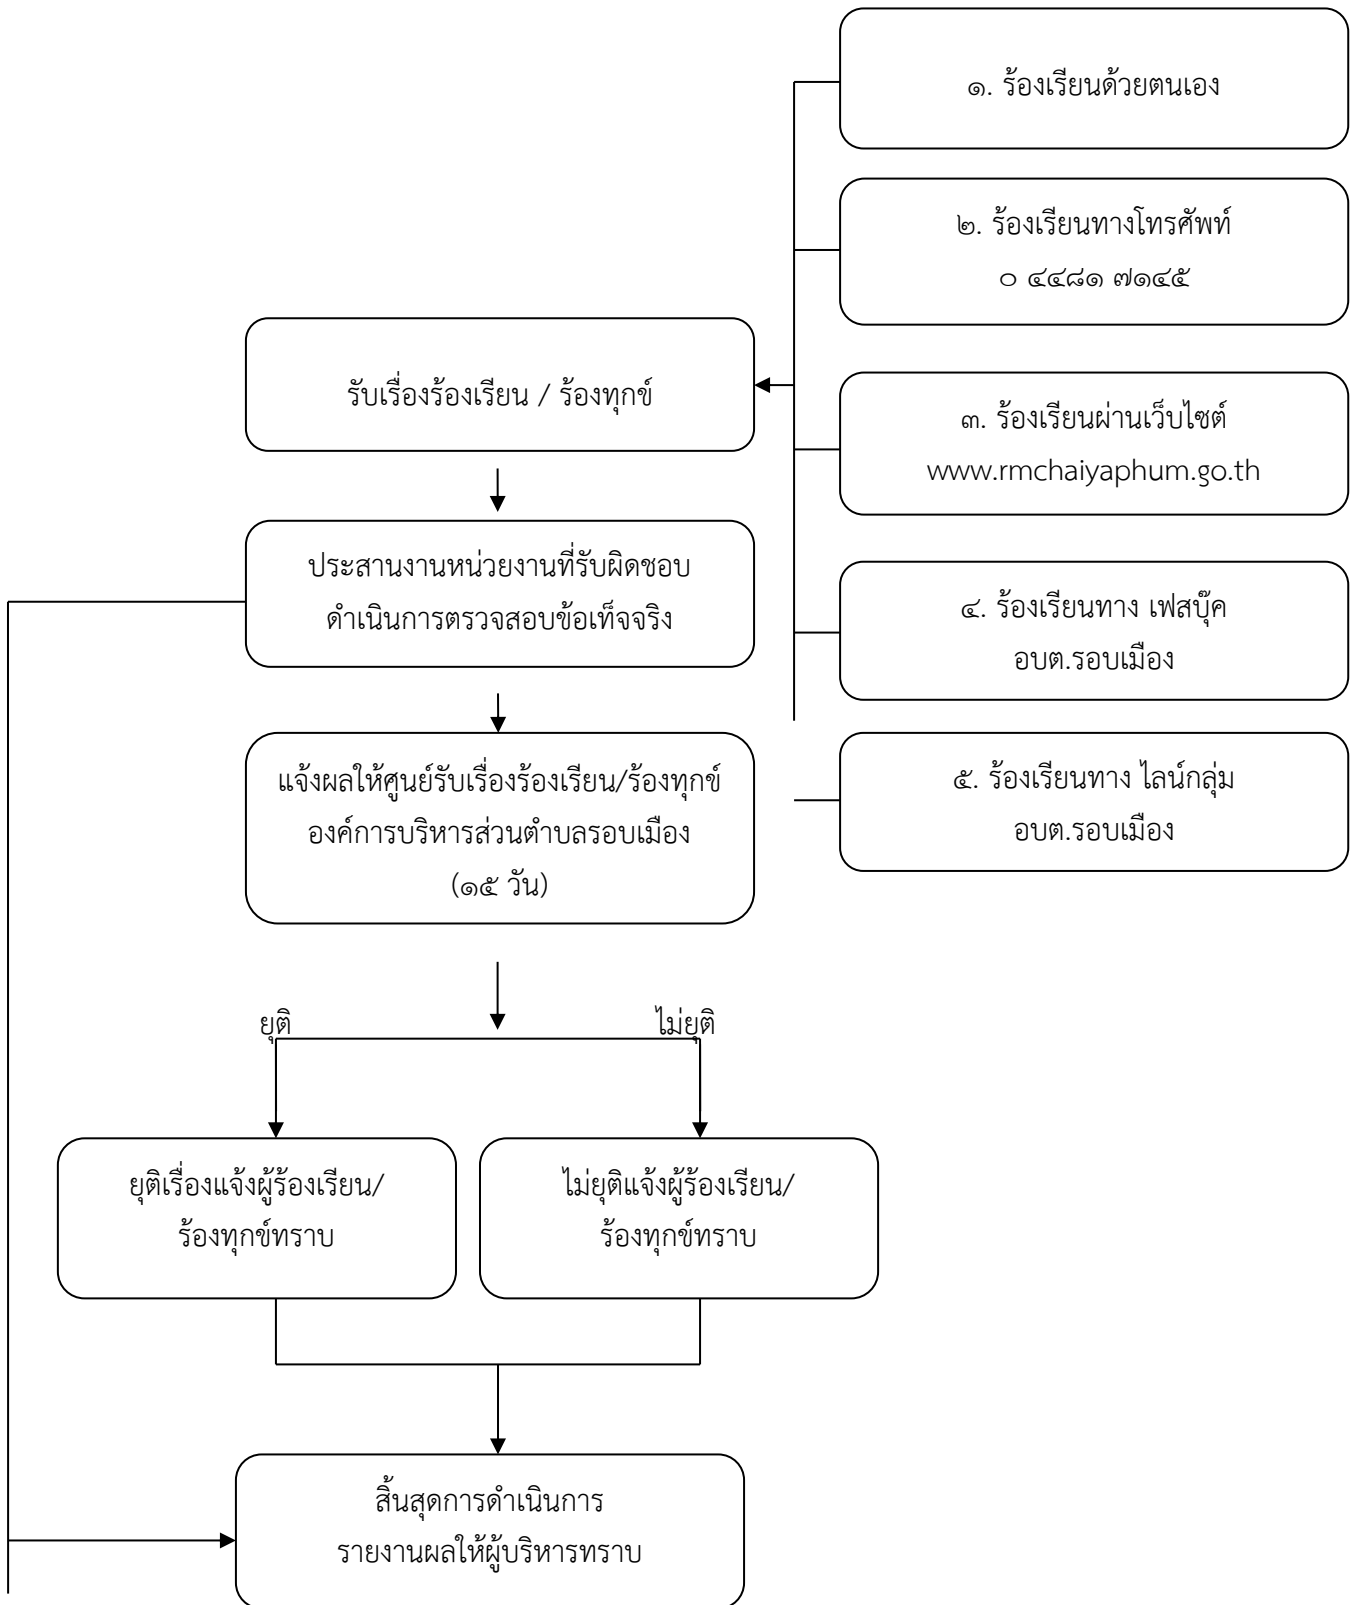 ๑. ร้องเรียนด้วยตนเอง
๒. ร้องเรียนทางโทรศัพท์
๐ ๔๔๘๑ ๗๑๔๕
รับเรื่องร้องเรียน / ร้องทุกข์
๓. ร้องเรียนผ่านเว็บไซต์
www.rmchaiyaphum.go.th
ประสานงานหน่วยงานที่รับผิดชอบ
ดำเนินการตรวจสอบข้อเท็จจริง
๔. ร้องเรียนทาง เฟสบุ๊ค
อบต.รอบเมือง
แจ้งผลให้ศูนย์รับเรื่องร้องเรียน/ร้องทุกข์
องค์การบริหารส่วนตำบลรอบเมือง
(๑๕ วัน)
๕. ร้องเรียนทาง ไลน์กลุ่ม
อบต.รอบเมือง
ยุติ
ไม่ยุติ
ยุติเรื่องแจ้งผู้ร้องเรียน/
ร้องทุกข์ทราบ
ไม่ยุติแจ้งผู้ร้องเรียน/
ร้องทุกข์ทราบ
สิ้นสุดการดำเนินการ
รายงานผลให้ผู้บริหารทราบ